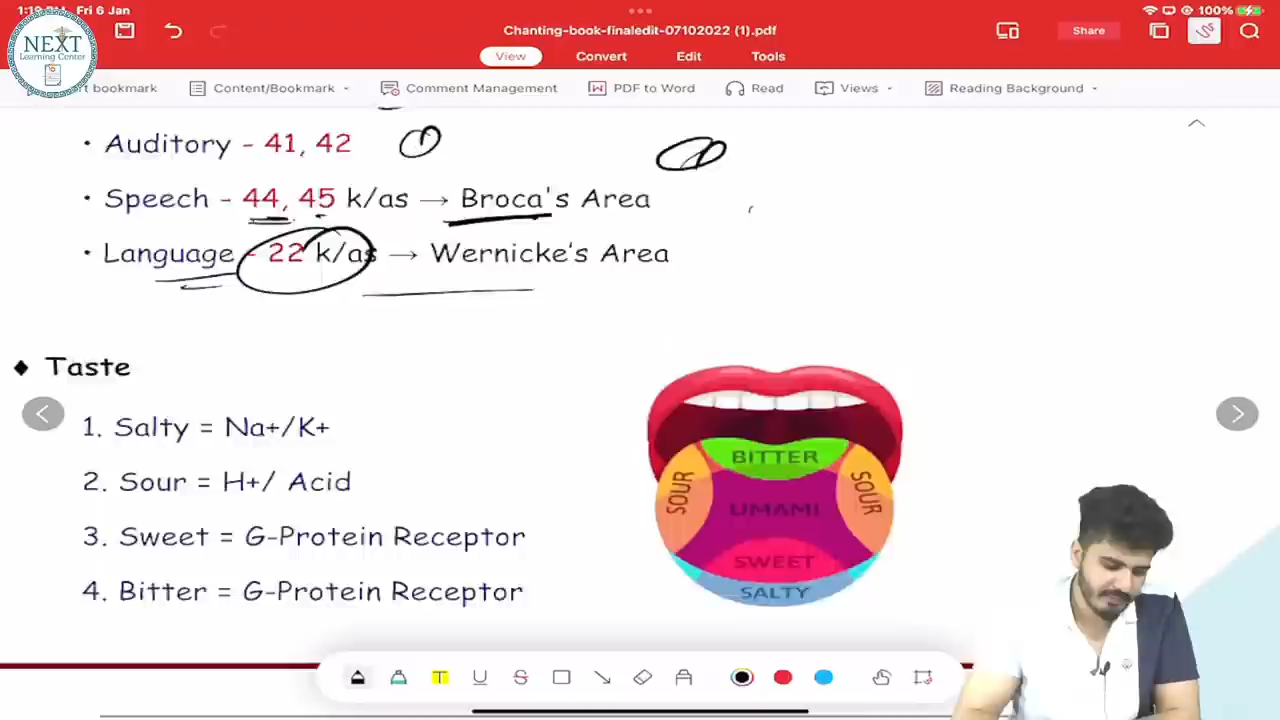 1:19 PM Fri 6 Jan
100%
NEXT
Learning Center
Chanting-book-finaledit-07102022 (1).pdf
Share
View
Convert
Edit
Tools
bookmark
Content/Bookmark
Comment Management
PDF to Word
Read
Views
Reading Background
• Auditory - 41, 42
• Speech - 44, 45 k/as → Broca's Area
• Language - 22 k/as → Wernicke's Area
◆ Taste
1. Salty = Na+/K+
2. Sour = H+/ Acid
3. Sweet = G-Protein Receptor
4. Bitter = G-Protein Receptor
BITTER
SOUR
SOUR
UMAMI
SWEET
SALTY
T
U
S